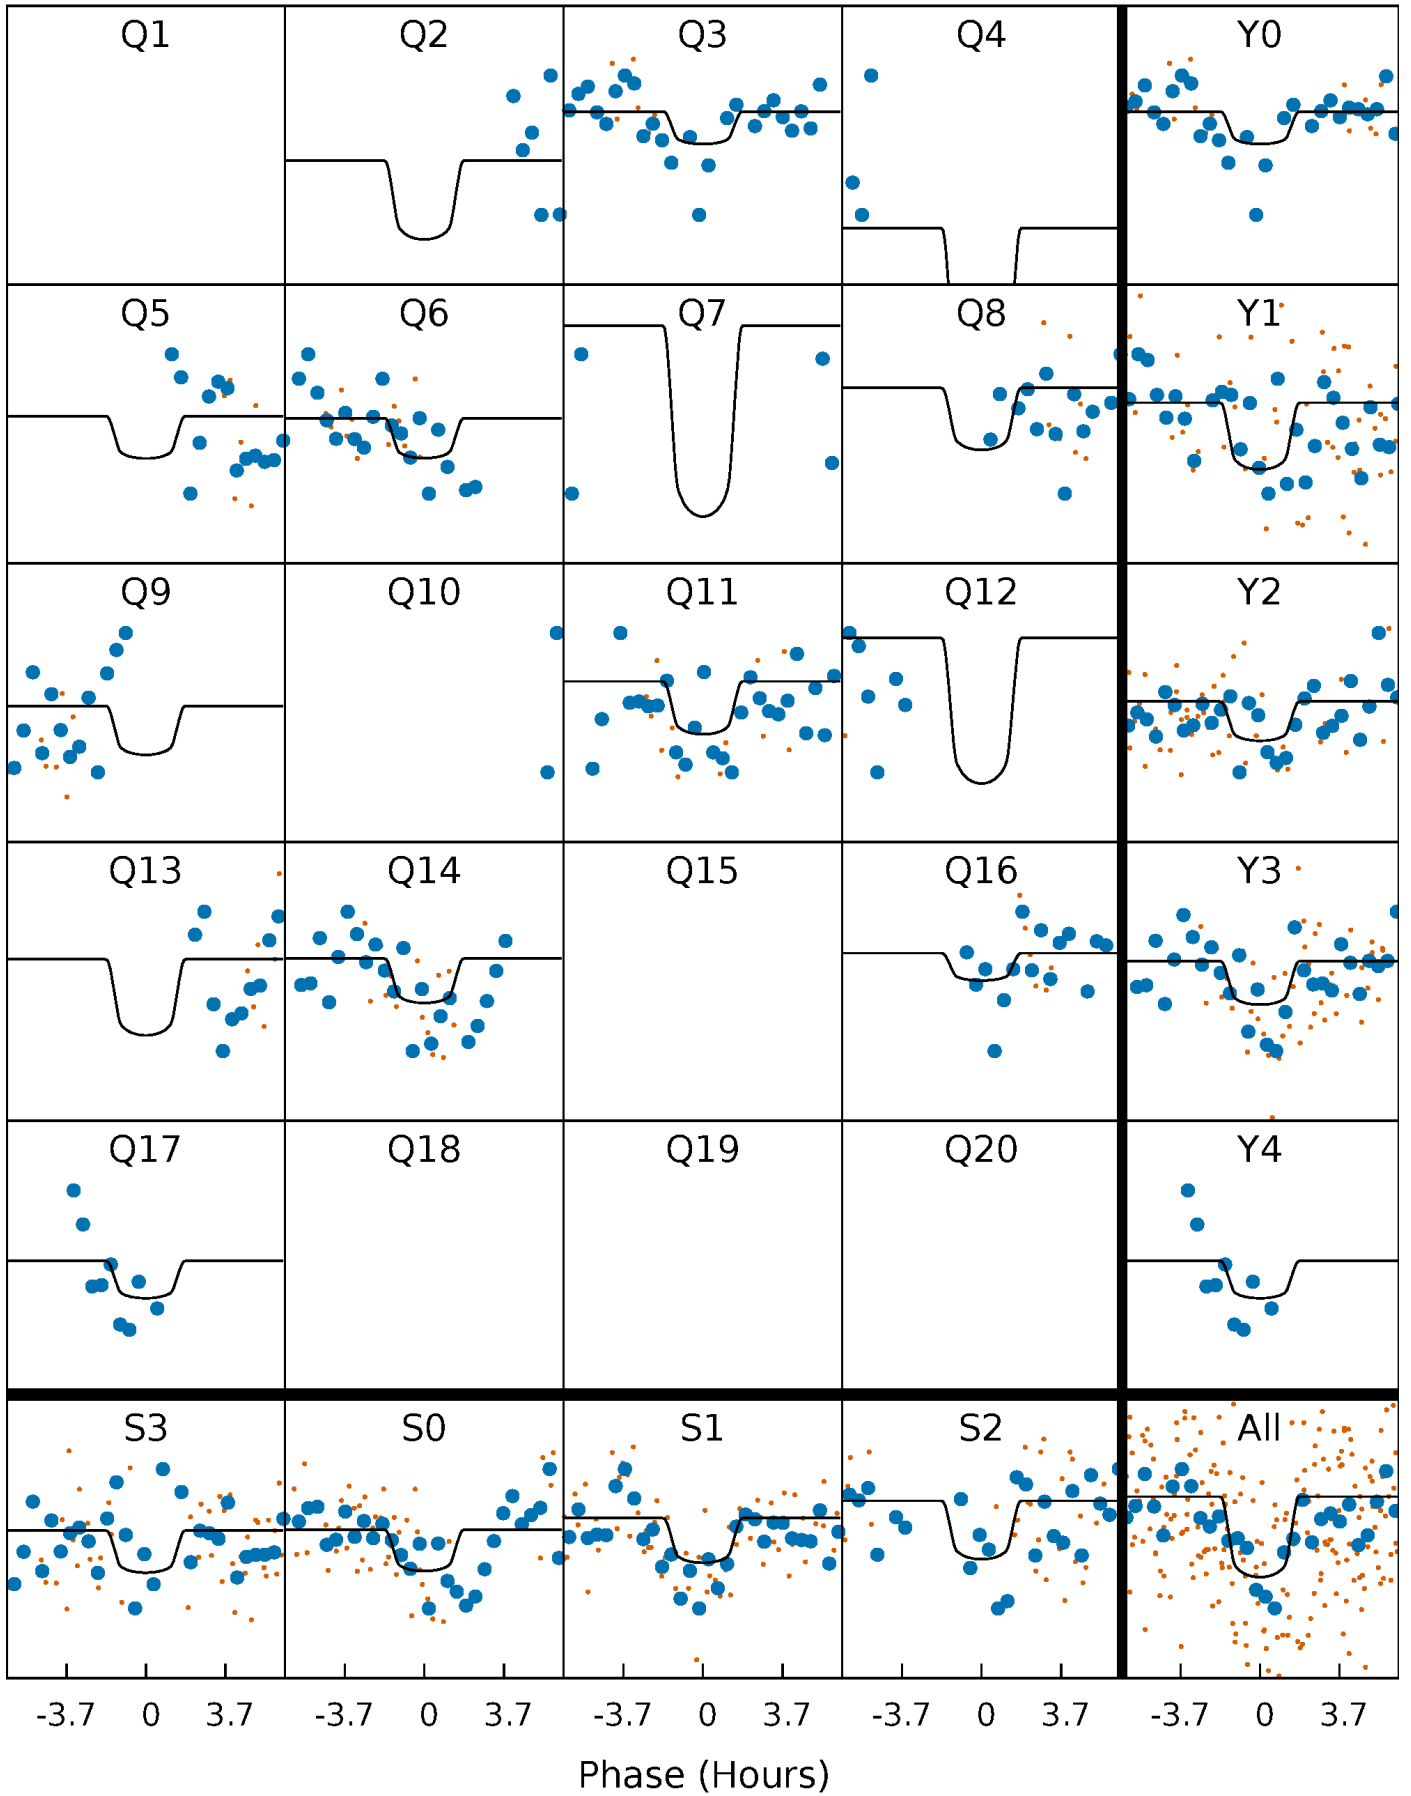 Q1 Q2 Q3 Q4 Y0
Q5 Q6 Q7 Q8 Y1
Q9 Q10 Q11 Q12 Y2
Q13 Q14 Q15 Q16 Y3
Q17 Q18 Q19 Q20 Y4
S3 S0 S1 S2 All
-3.7 0 3.7 -3.7 0 3.7 -3.7 0 3.7 -3.7 0 3.7 -3.7 0 3.7
Phase (Hours)